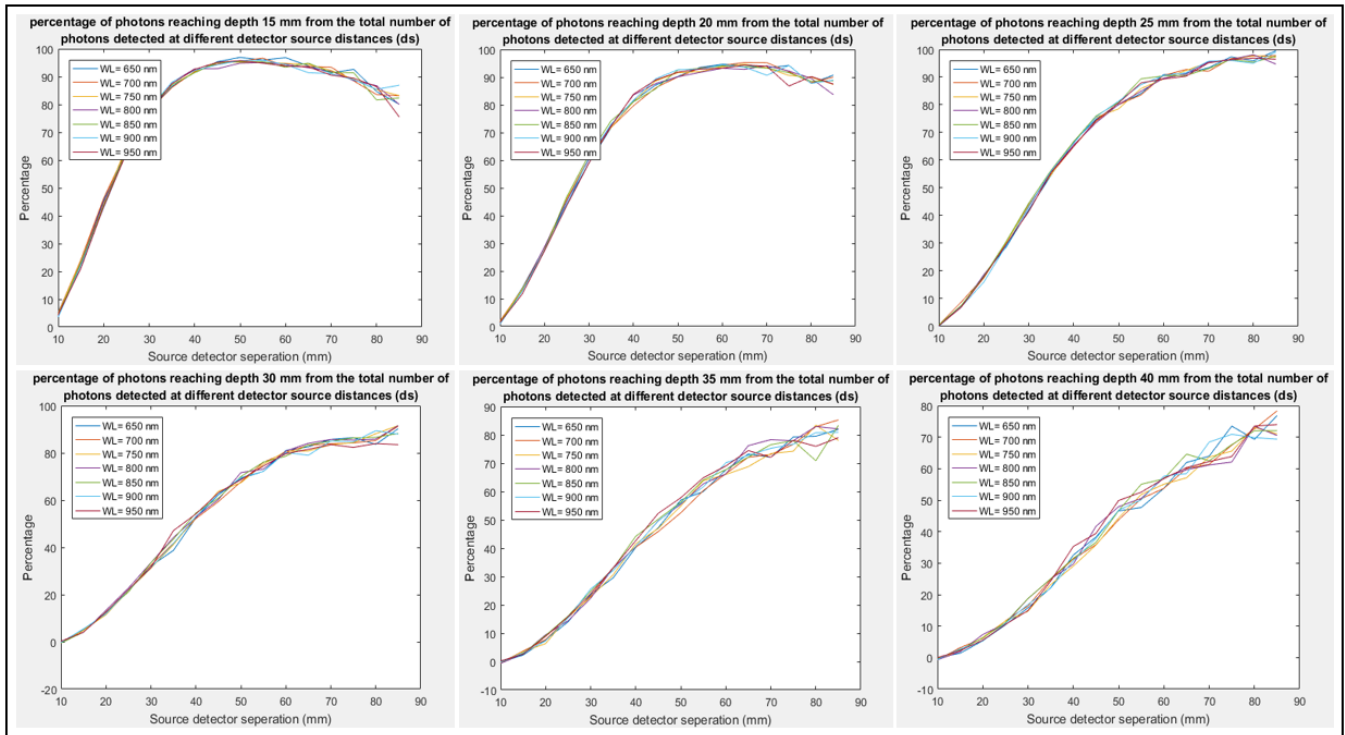 percentage of photons reaching depth 15 mm from the total number of
photons detected at different detector source distances (ds)
100
90
80
70
60
50
40
30
20
10
0
Percentage
WL= 650 nm
WL= 700 nm
WL= 750 nm
WL= 800 nm
WL= 850 nm
WL= 900 nm
WL= 950 nm
10 20 30 40 50 60 70 80 90
Source detector seperation (mm)
percentage of photons reaching depth 20 mm from the total number of
photons detected at different detector source distances (ds)
100
90
80
70
60
50
40
30
20
10
0
Percentage
WL= 650 nm
WL= 700 nm
WL= 750 nm
WL= 800 nm
WL= 850 nm
WL= 900 nm
WL= 950 nm
10 20 30 40 50 60 70 80 90
Source detector seperation (mm)
percentage of photons reaching depth 25 mm from the total number of
photons detected at different detector source distances (ds)
100
90
80
70
60
50
40
30
20
10
0
Percentage
WL= 650 nm
WL= 700 nm
WL= 750 nm
WL= 800 nm
WL= 850 nm
WL= 900 nm
WL= 950 nm
10 20 30 40 50 60 70 80 90
Source detector seperation (mm)
percentage of photons reaching depth 30 mm from the total number of
photons detected at different detector source distances (ds)
100
80
60
40
20
0
-20
Percentage
WL= 650 nm
WL= 700 nm
WL= 750 nm
WL= 800 nm
WL= 850 nm
WL= 900 nm
WL= 950 nm
10 20 30 40 50 60 70 80 90
Source detector seperation (mm)
percentage of photons reaching depth 35 mm from the total number of
photons detected at different detector source distances (ds)
90
80
70
60
50
40
30
20
10
0
-10
Percentage
WL= 650 nm
WL= 700 nm
WL= 750 nm
WL= 800 nm
WL= 850 nm
WL= 900 nm
WL= 950 nm
10 20 30 40 50 60 70 80 90
Source detector seperation (mm)
percentage of photons reaching depth 40 mm from the total number of
photons detected at different detector source distances (ds)
80
70
60
50
40
30
20
10
0
-10
Percentage
WL= 650 nm
WL= 700 nm
WL= 750 nm
WL= 800 nm
WL= 850 nm
WL= 900 nm
WL= 950 nm
10 20 30 40 50 60 70 80 90
Source detector seperation (mm)